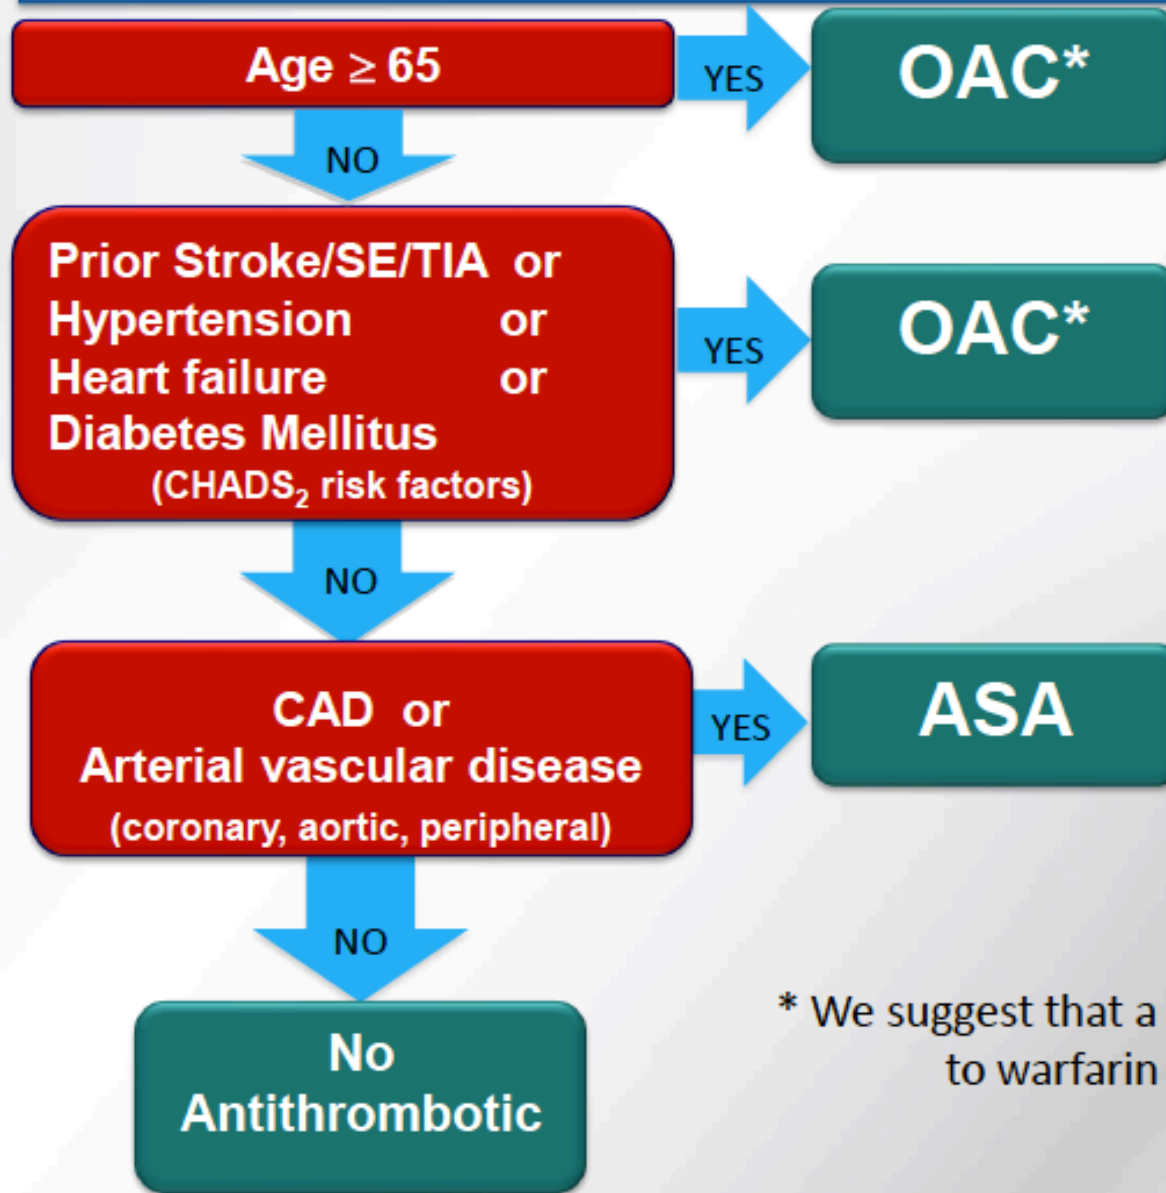 Age ≥ 65
YES
OAC*
NO
Prior Stroke/SE/TIA or
Hypertension or
Heart failure or
Diabetes Mellitus
(CHADS₂ risk factors)
YES
OAC*
NO
CAD or
Arterial vascular disease
(coronary, aortic, peripheral)
YES
ASA
NO
No
Antithrombotic
* We suggest that a
to warfarin